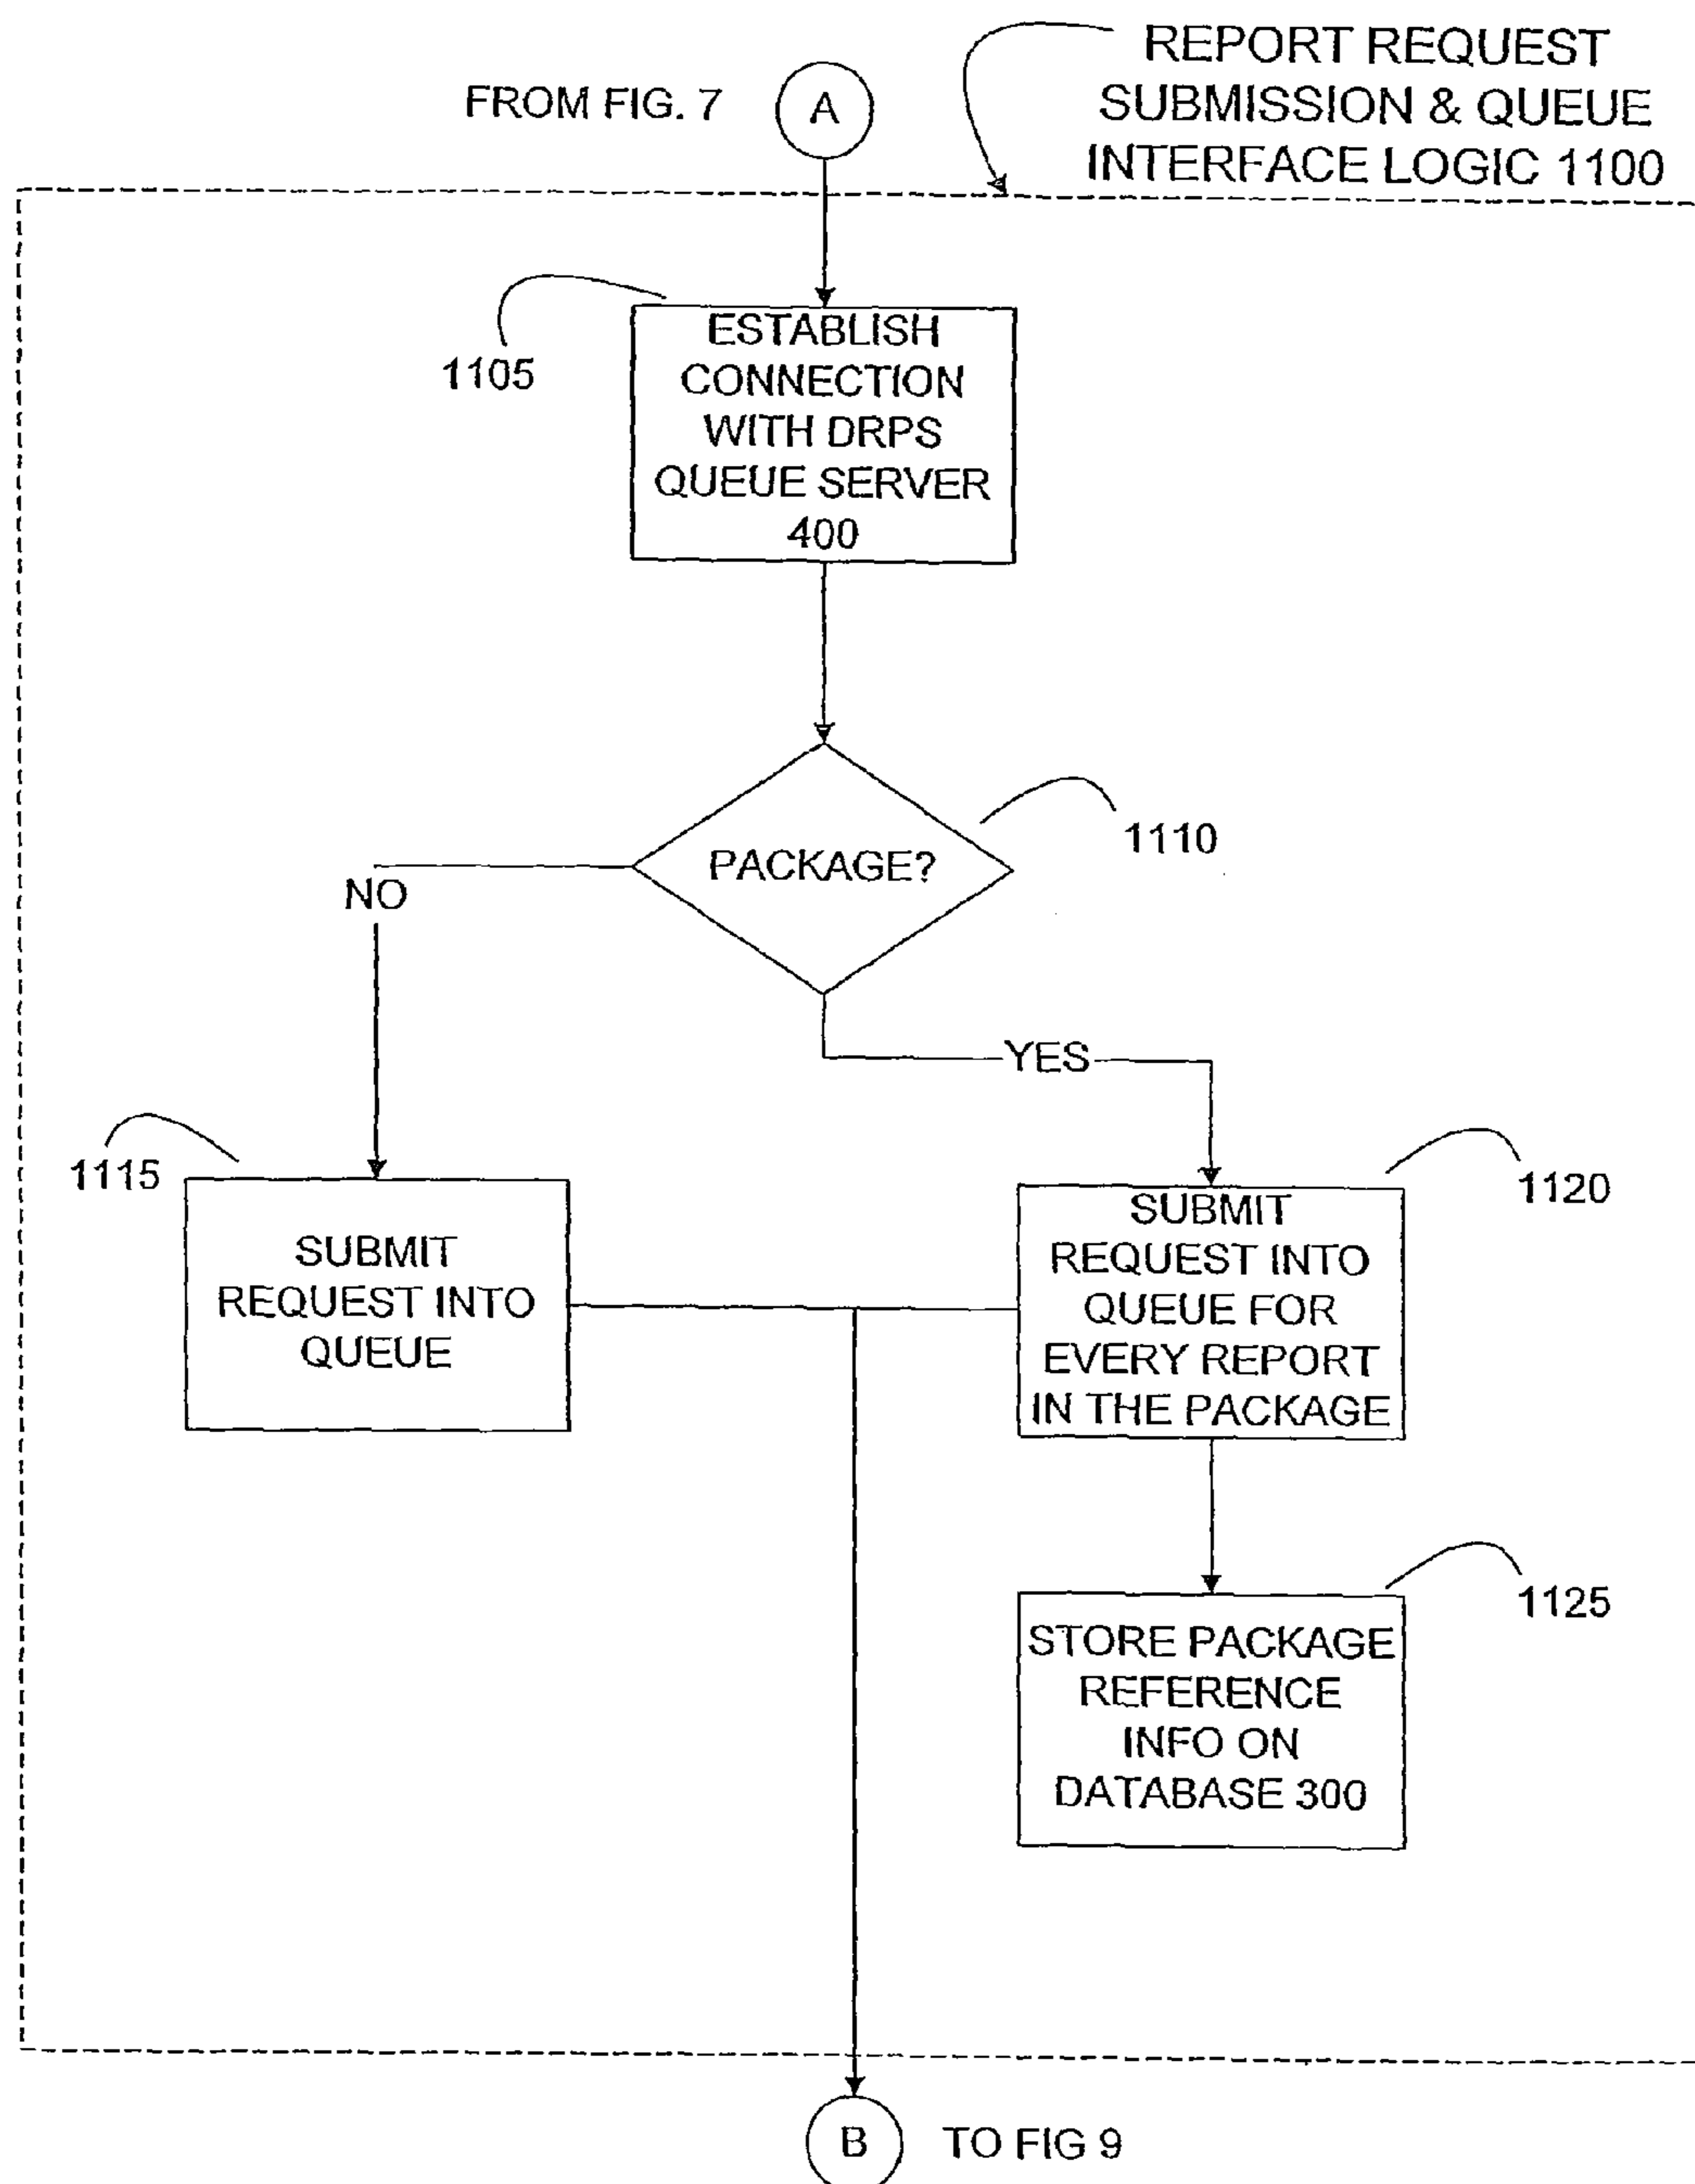 REPORT REQUEST
SUBMISSION & QUEUE
INTERFACE LOGIC 1100
FROM FIG. 7
A
1105
ESTABLISH
CONNECTION
WITH DRPS
QUEUE SERVER
400
PACKAGE?
1110
NO
YES
1115
SUBMIT
REQUEST INTO
QUEUE
1120
SUBMIT
REQUEST INTO
QUEUE FOR
EVERY REPORT
IN THE PACKAGE
1125
STORE PACKAGE
REFERENCE
INFO ON
DATABASE 300
B
TO FIG 9